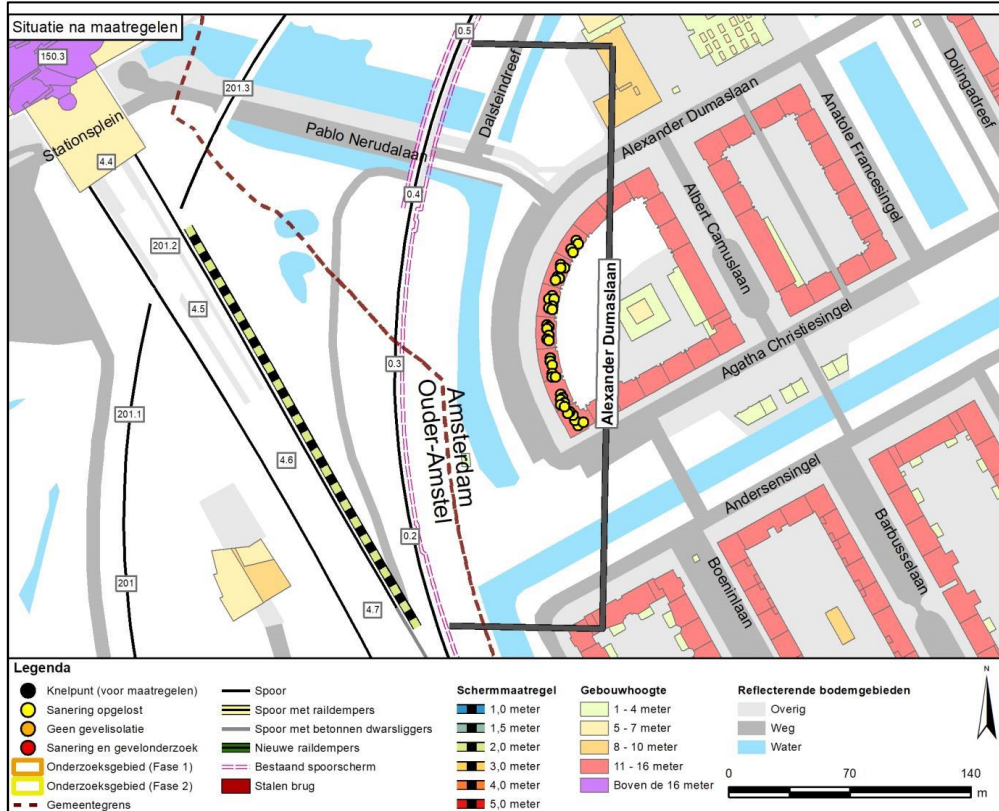 Situatie na maatregelen
150.3
Stationsplein
4.4
201.3
Pablo Nerudalaan
Dalsteindreef
0.5
0.4
Alexander Dumaslaan
Anatole Francesingel
Dolingadreef
Albert Camuslaan
201.2
4.5
Alexander Dumaslaan
Agatha Christiesingel
0.3
Amsterdam
Ouder-Amstel
201.1
4.6
Andersensingel
Barbusselaan
Boeninlaan
0.2
201
4.7
Legenda
Knelpunt (voor maatregelen)
Sanering opgelost
Geen gevelisolatie
Sanering en gevelonderzoek
Onderzoeksgebied (Fase 1)
Onderzoeksgebied (Fase 2)
Gemeentegrens
Spoor
Spoor met raildempers
Spoor met betonnen dwarsliggers
Nieuwe raildempers
Bestaand spoorscherm
Stalen brug
Schermmaatregel
1,0 meter
1,5 meter
2,0 meter
3,0 meter
4,0 meter
5,0 meter
Gebouwhoogte
1 - 4 meter
5 - 7 meter
8 - 10 meter
11 - 16 meter
Boven de 16 meter
Reflecterende bodemgebieden
Overig
Weg
Water
N
0 70 140
m